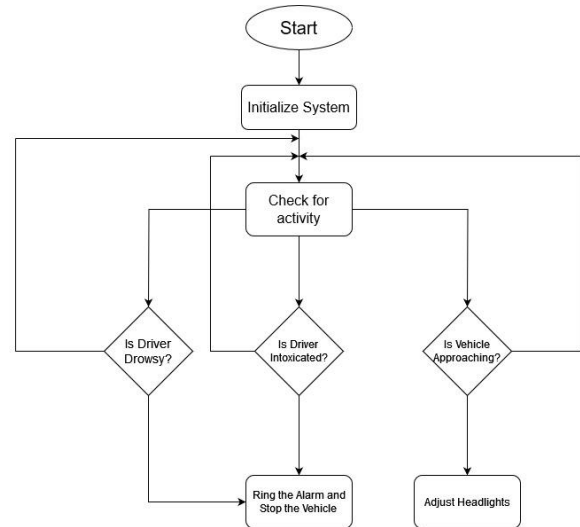 Start
Initialize System
Check for
activity
Is Driver
Drowsy?
Is Driver
Intoxicated?
Is Vehicle
Approaching?
Ring the Alarm and
Stop the Vehicle
Adjust Headlights